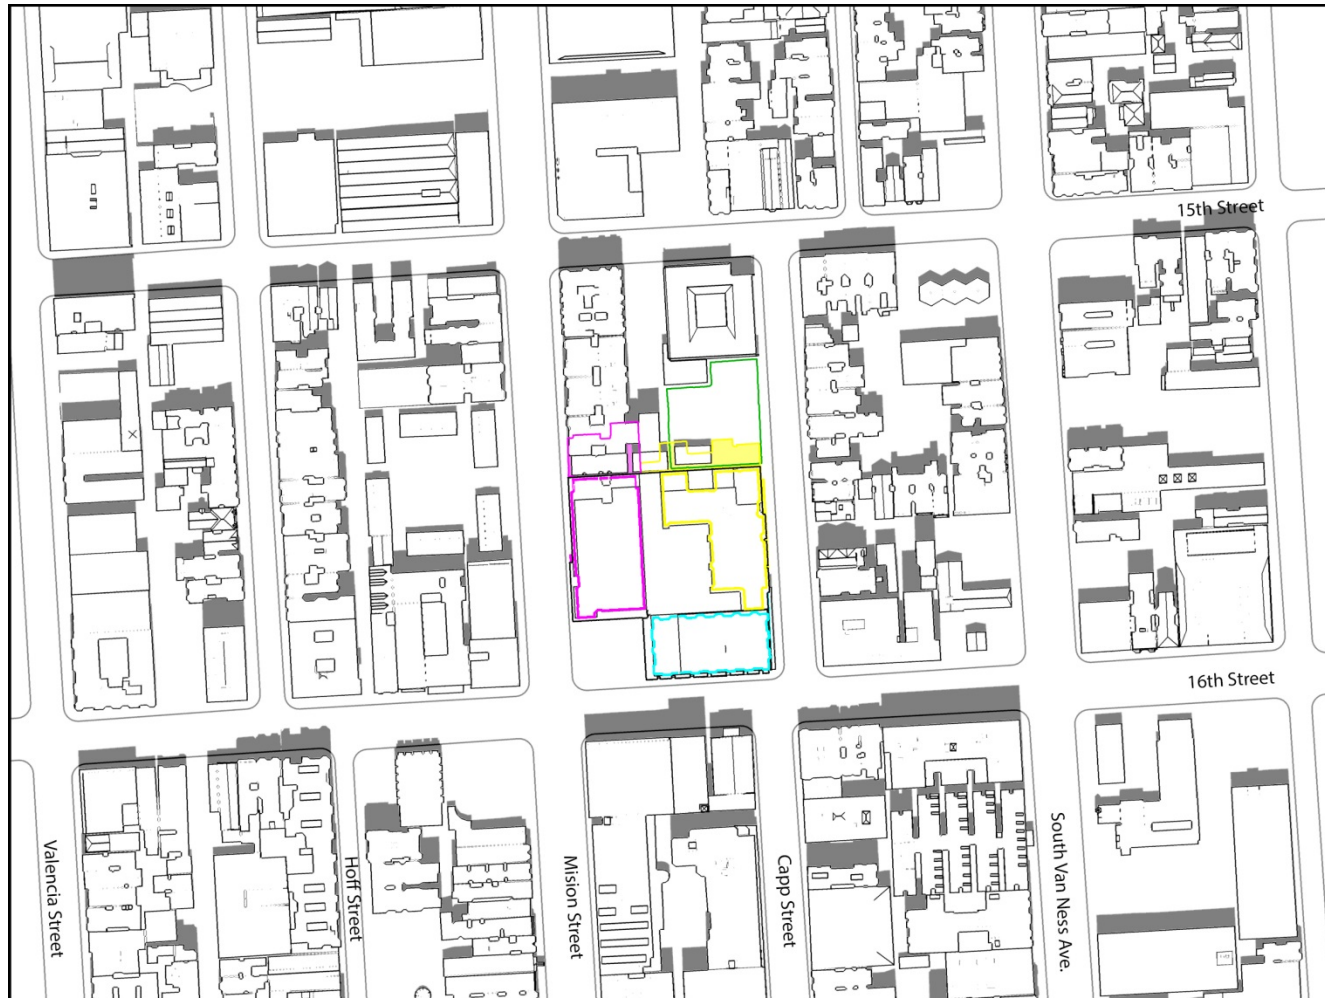 15th Street
16th Street
Valencia Street
Hoff Street
Mision Street
Capp Street
South Van Ness Ave.